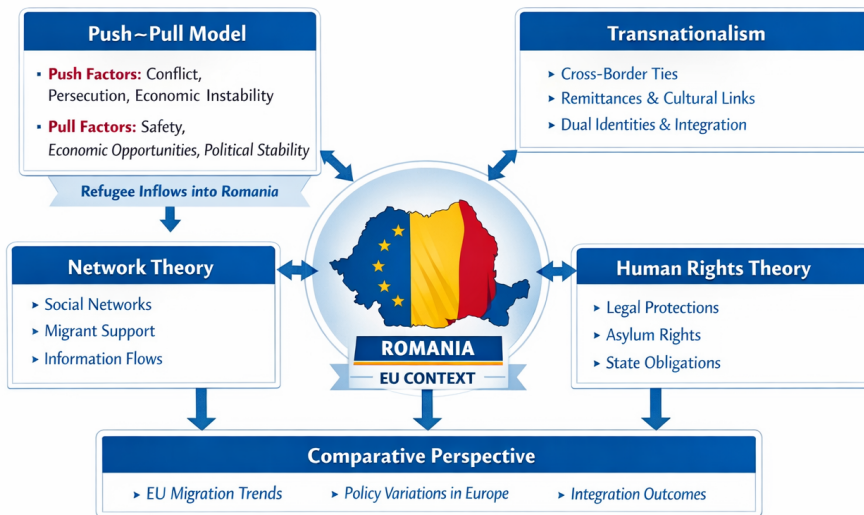 Push~Pull Model
▪ Push Factors: Conflict,
Persecution, Economic Instability
▪ Pull Factors: Safety,
Economic Opportunities, Political Stability
Refugee Inflows into Romania
Transnationalism
➤ Cross-Border Ties
➤ Remittances & Cultural Links
➤ Dual Identities & Integration
Network Theory
➤ Social Networks
➤ Migrant Support
➤ Information Flows
ROMANIA
EU CONTEXT
Human Rights Theory
➤ Legal Protections
➤ Asylum Rights
➤ State Obligations
Comparative Perspective
➤ EU Migration Trends
➤ Policy Variations in Europe
➤ Integration Outcomes